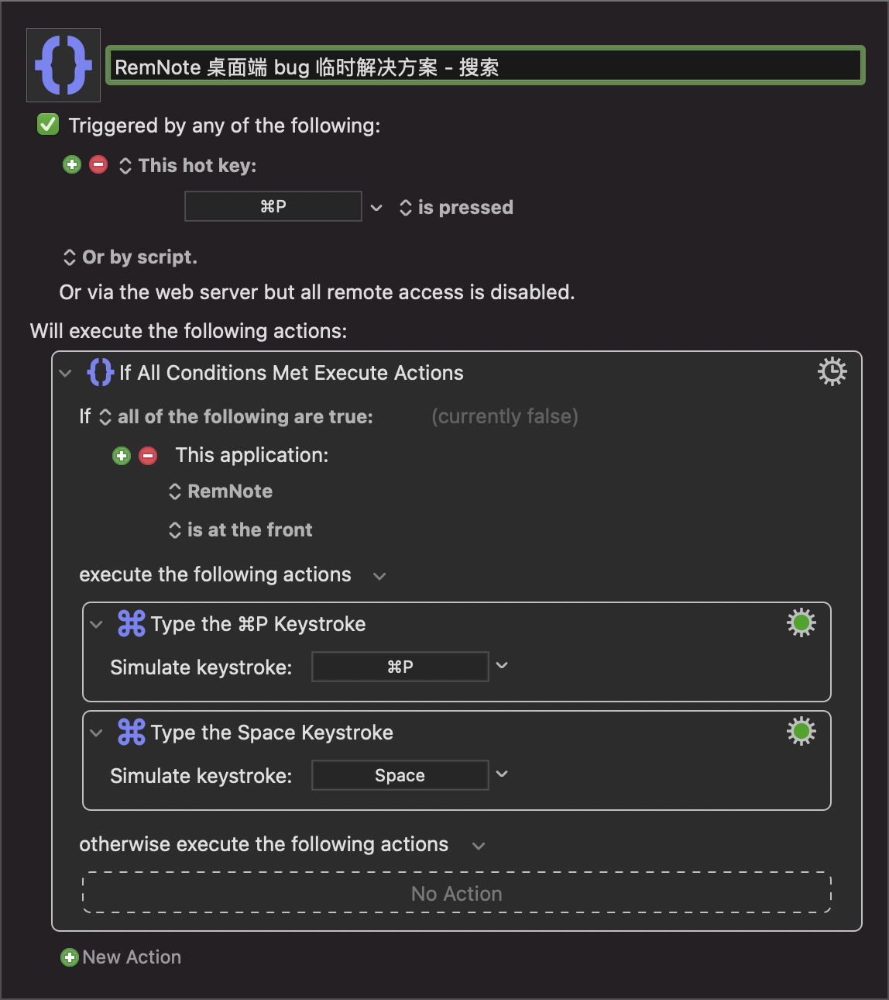 RemNote 桌面端 bug 临时解决方案 - 搜索
Triggered by any of the following:
This hot key:
⌘P is pressed
Or by script.
Or via the web server but all remote access is disabled.
Will execute the following actions:
If All Conditions Met Execute Actions
If all of the following are true: (currently false)
This application:
RemNote
is at the front
execute the following actions
Type the ⌘P Keystroke
Simulate keystroke: ⌘P
Type the Space Keystroke
Simulate keystroke: Space
otherwise execute the following actions
No Action
New Action